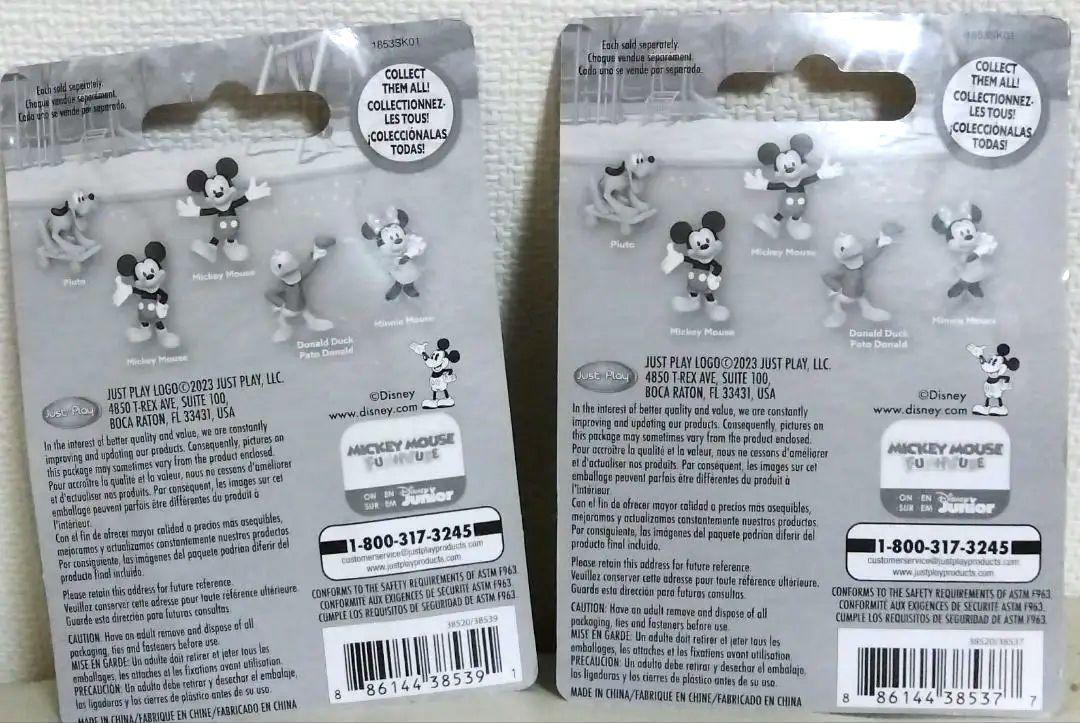 1853SK01
Each sold separately.
Chaque vendue séparément.
Cada uno se vende por separado.
COLLECT
THEM ALL!
COLLECTIONNEZ-
LES TOUS!
¡COLECCIÓNALAS
TODAS!
Pluto
Mickey Mouse
Mickey Mouse
Donald Duck
Pato Donald
Minnie Mouse
Just Play
JUST PLAY LOGO©2023 JUST PLAY, LLC.
4850 T-REX AVE, SUITE 100,
BOCA RATON, FL 33431, USA
©Disney
www.disney.com
In the interest of better quality and value, we are constantly
improving and updating our products. Consequently, pictures on
this package may sometimes vary from the product enclosed.
Pour accroître la qualité et la valeur, nous ne cessons d'améliorer
et d'actualiser nos produits. Par conséquent, les images sur cet
emballage peuvent parfois être différentes du produit à
l'intérieur.
Con el fin de ofrecer mayor calidad a precios más asequibles,
mejoramos y actualizamos constantemente nuestros productos.
Por consiguiente, las imágenes del paquete podrían diferir del
producto final incluido.
Please retain this address for future reference.
Veuillez conserver cette adresse pour toute référence ultérieure.
Guarde esta dirección para futuras consultas.
CAUTION: Have an adult remove and dispose of all
packaging, ties and fasteners before use.
MISE EN GARDE: Un adulte doit retirer et jeter tous les
emballages, les attaches et les fixations avant utilisation.
PRECAUCIÓN: Un adulto debe retirar y desechar el embalaje,
las ligaduras y los cierres de plástico antes de su uso.
MADE IN CHINA/FABRIQUÉ EN CHINE/FABRICADO EN CHINA
MICKEY MOUSE
FUNHOUSE
ON EN
SUR EM
Disney
Junior
1-800-317-3245
customerservice@justplayproducts.com
www.justplayproducts.com
CONFORMS TO THE SAFETY REQUIREMENTS OF ASTM F963.
CONFORMITÉ AUX EXIGENCES DE SÉCURITÉ ASTM F963.
CUMPLE LOS REQUISITOS DE SEGURIDAD DE ASTM F963.
38520/38539
8 86144 38539 1
1853SK01
Each sold separately.
Chaque vendue séparément.
Cada uno se vende por separado.
COLLECT
THEM ALL!
COLLECTIONNEZ-
LES TOUS!
¡COLECCIÓNALAS
TODAS!
Pluto
Mickey Mouse
Mickey Mouse
Donald Duck
Pato Donald
Minnie Mouse
Just Play
JUST PLAY LOGO©2023 JUST PLAY, LLC.
4850 T-REX AVE, SUITE 100,
BOCA RATON, FL 33431, USA
©Disney
www.disney.com
In the interest of better quality and value, we are constantly
improving and updating our products. Consequently, pictures on
this package may sometimes vary from the product enclosed.
Pour accroître la qualité et la valeur, nous ne cessons d'améliorer
et d'actualiser nos produits. Par conséquent, les images sur cet
emballage peuvent parfois être différentes du produit à
l'intérieur.
Con el fin de ofrecer mayor calidad a precios más asequibles,
mejoramos y actualizamos constantemente nuestros productos.
Por consiguiente, las imágenes del paquete podrían diferir del
producto final incluido.
Please retain this address for future reference.
Veuillez conserver cette adresse pour toute référence ultérieure.
Guarde esta dirección para futuras consultas.
CAUTION: Have an adult remove and dispose of all
packaging, ties and fasteners before use.
MISE EN GARDE: Un adulte doit retirer et jeter tous les
emballages, les attaches et les fixations avant utilisation.
PRECAUCIÓN: Un adulto debe retirar y desechar el embalaje,
las ligaduras y los cierres de plástico antes de su uso.
MADE IN CHINA/FABRIQUÉ EN CHINE/FABRICADO EN CHINA
MICKEY MOUSE
FUNHOUSE
ON EN
SUR EM
Disney
Junior
1-800-317-3245
customerservice@justplayproducts.com
www.justplayproducts.com
CONFORMS TO THE SAFETY REQUIREMENTS OF ASTM F963.
CONFORMITÉ AUX EXIGENCES DE SÉCURITÉ ASTM F963.
CUMPLE LOS REQUISITOS DE SEGURIDAD DE ASTM F963.
38520/38537
8 86144 38537 7